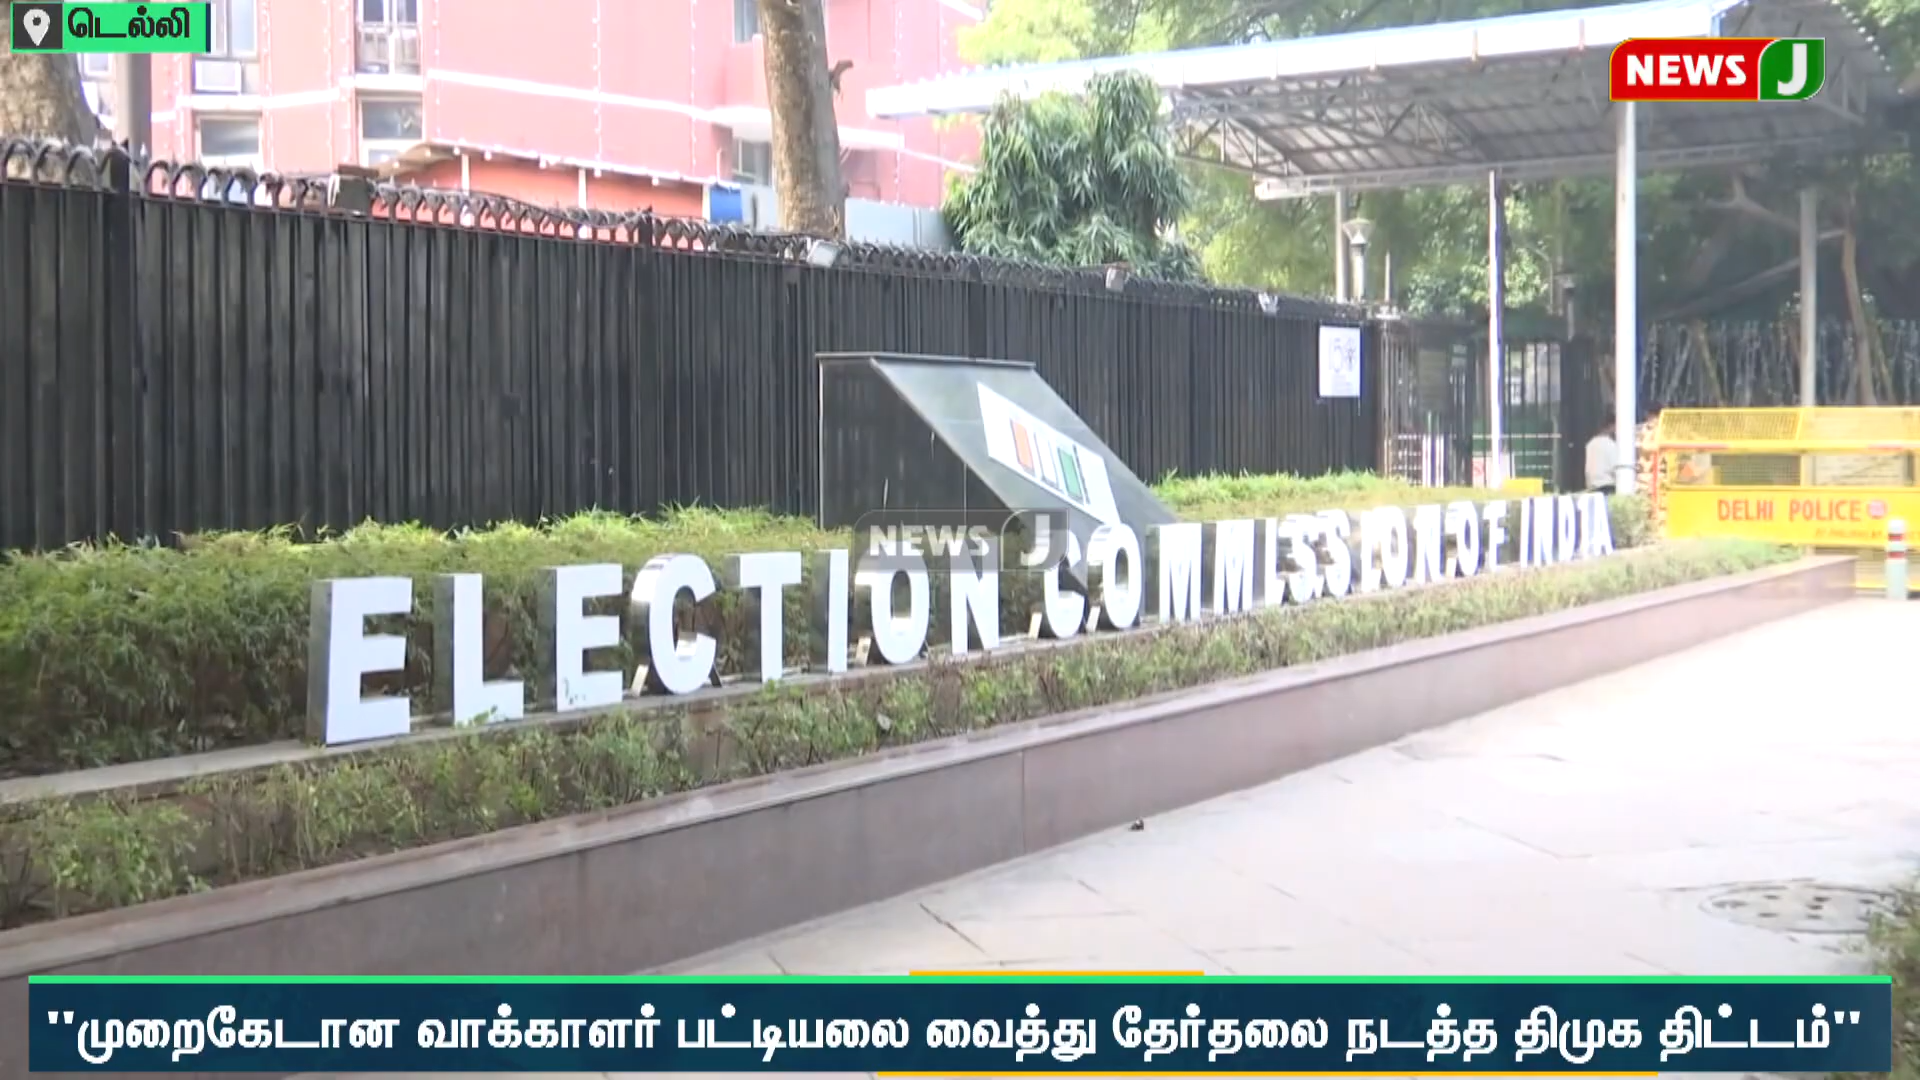 டெல்லி
NEWS J
NEWS J
ELECTION COMMISSION OF INDIA
DELHI POLICE
"முறைகேடான வாக்காளர் பட்டியலை வைத்து தேர்தலை நடத்த திமுக திட்டம்"